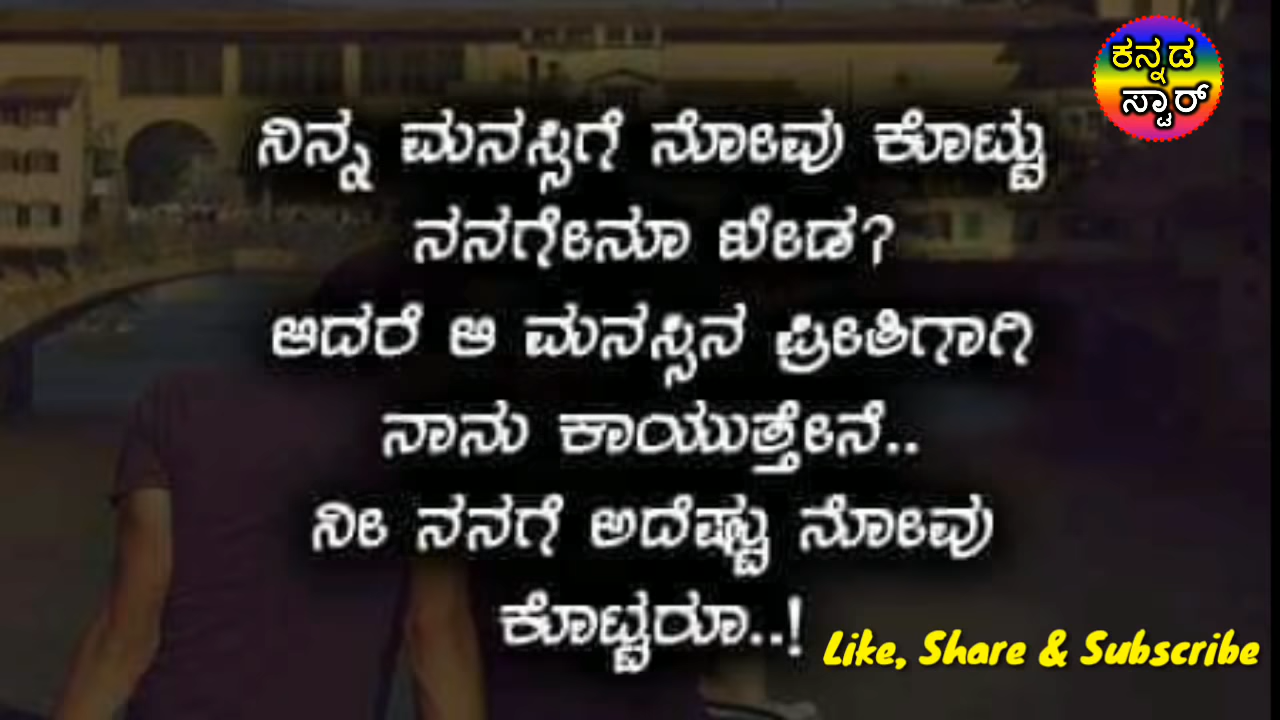 ಕನ್ನಡ
ಸ್ಟಾರ್
ನಿನ್ನ ಮನಸ್ಸಿಗೆ ನೋವು ಕೊಟ್ಟು
ನನಗೇನೂ ಬೇಡ?
ಆದರೆ ಆ ಮನಸ್ಸಿನ ಪ್ರೀತಿಗಾಗಿ
ನಾನು ಕಾಯುತ್ತೇನೆ..
ನೀ ನನಗೆ ಅದೆಷ್ಟು ನೋವು
ಕೊಟ್ಟರೂ..!
Like, Share & Subscribe